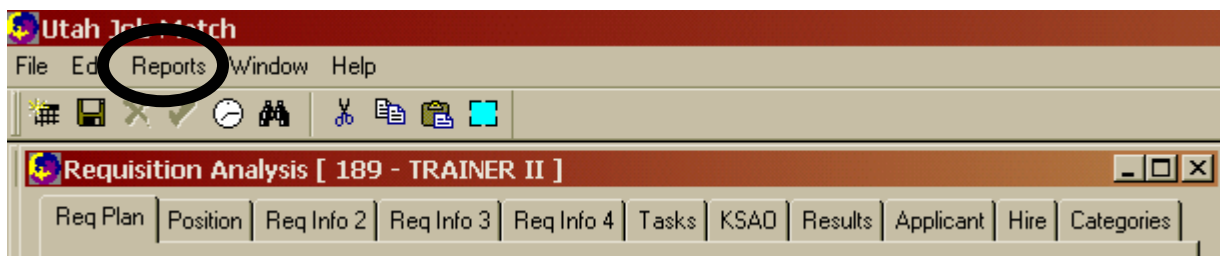 Utah Job Match
File Ed Reports Window Help
Requisition Analysis [ 189 - TRAINER II ]
Req Plan Position Req Info 2 Req Info 3 Req Info 4 Tasks KSAO Results Applicant Hire Categories